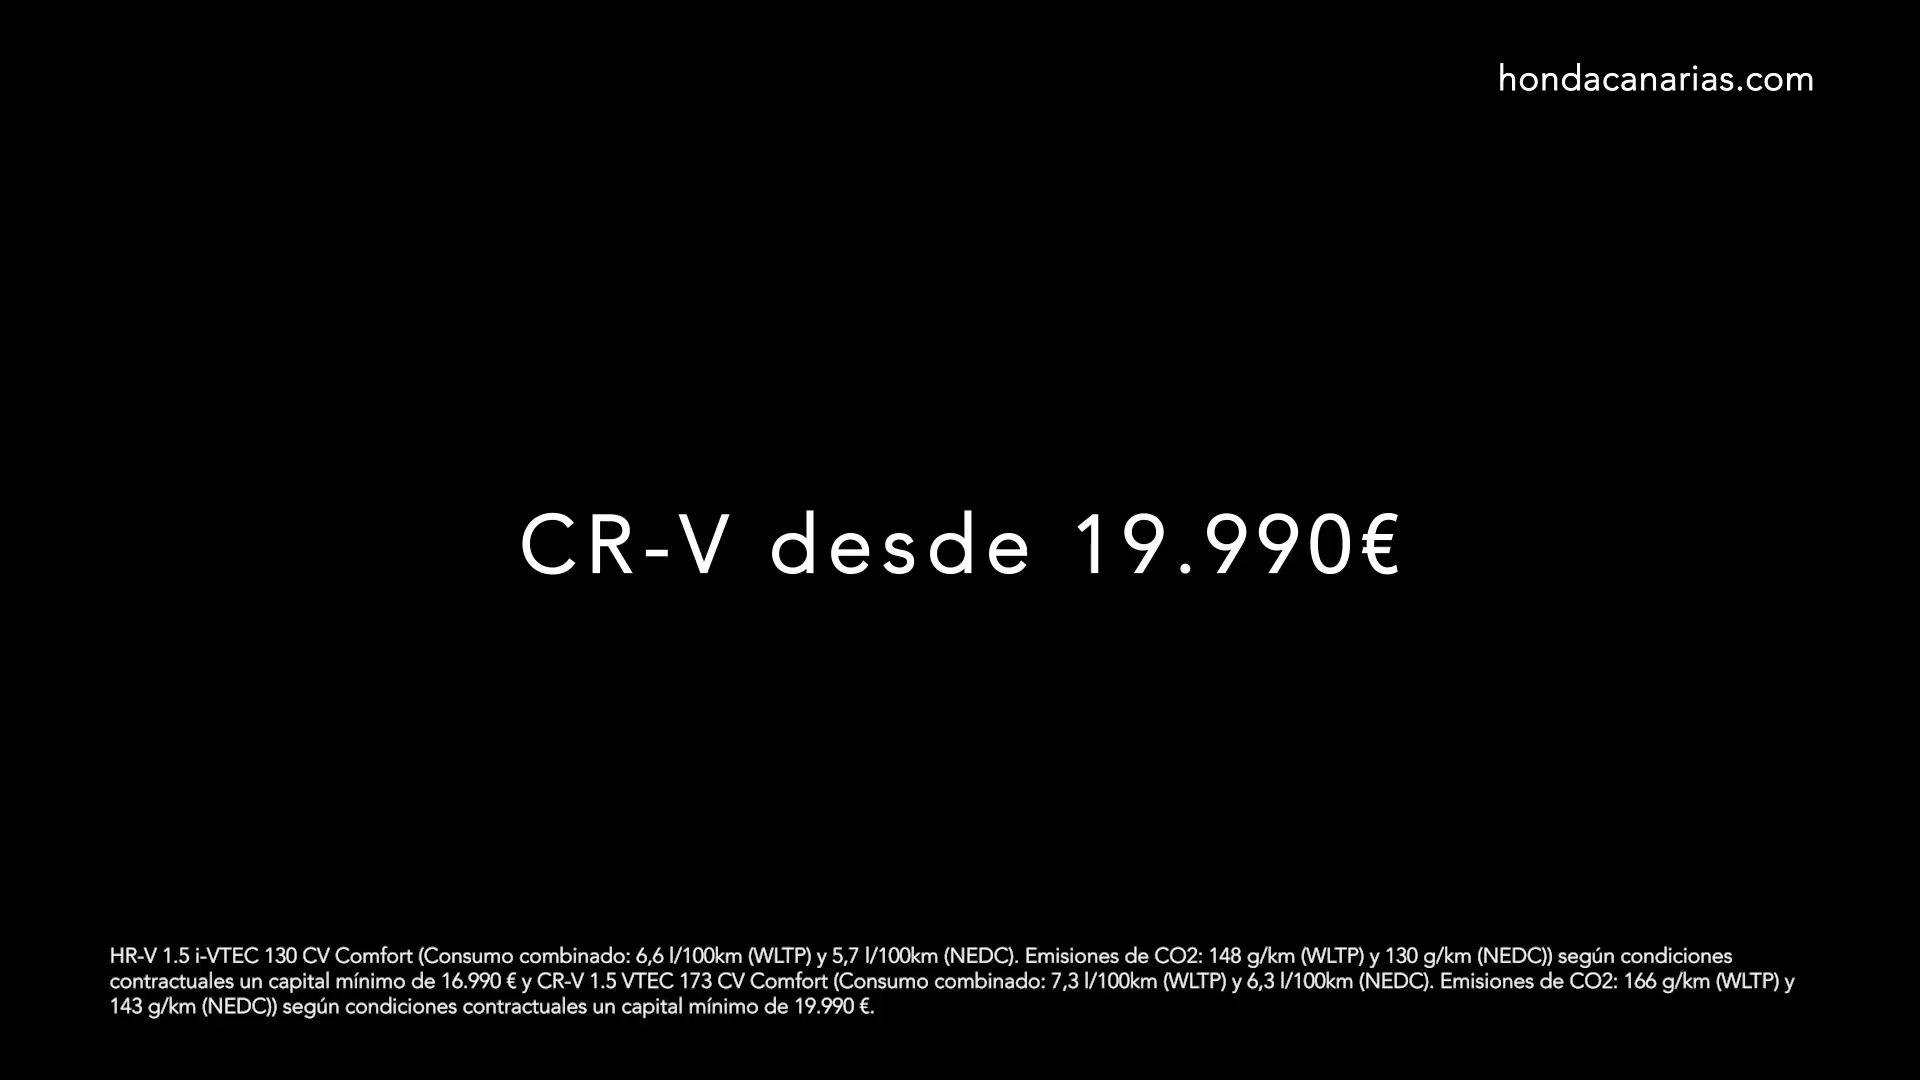 hondacanarias.com
CR-V desde 19.990€
HR-V 1.5 i-VTEC 130 CV Comfort (Consumo combinado: 6,6 l/100km (WLTP) y 5,7 l/100km (NEDC). Emisiones de CO2: 148 g/km (WLTP) y 130 g/km (NEDC)) según condiciones
contractuales un capital mínimo de 16.990 € y CR-V 1.5 VTEC 173 CV Comfort (Consumo combinado: 7,3 l/100km (WLTP) y 6,3 l/100km (NEDC). Emisiones de CO2: 166 g/km (WLTP) y
143 g/km (NEDC)) según condiciones contractuales un capital mínimo de 19.990 €.